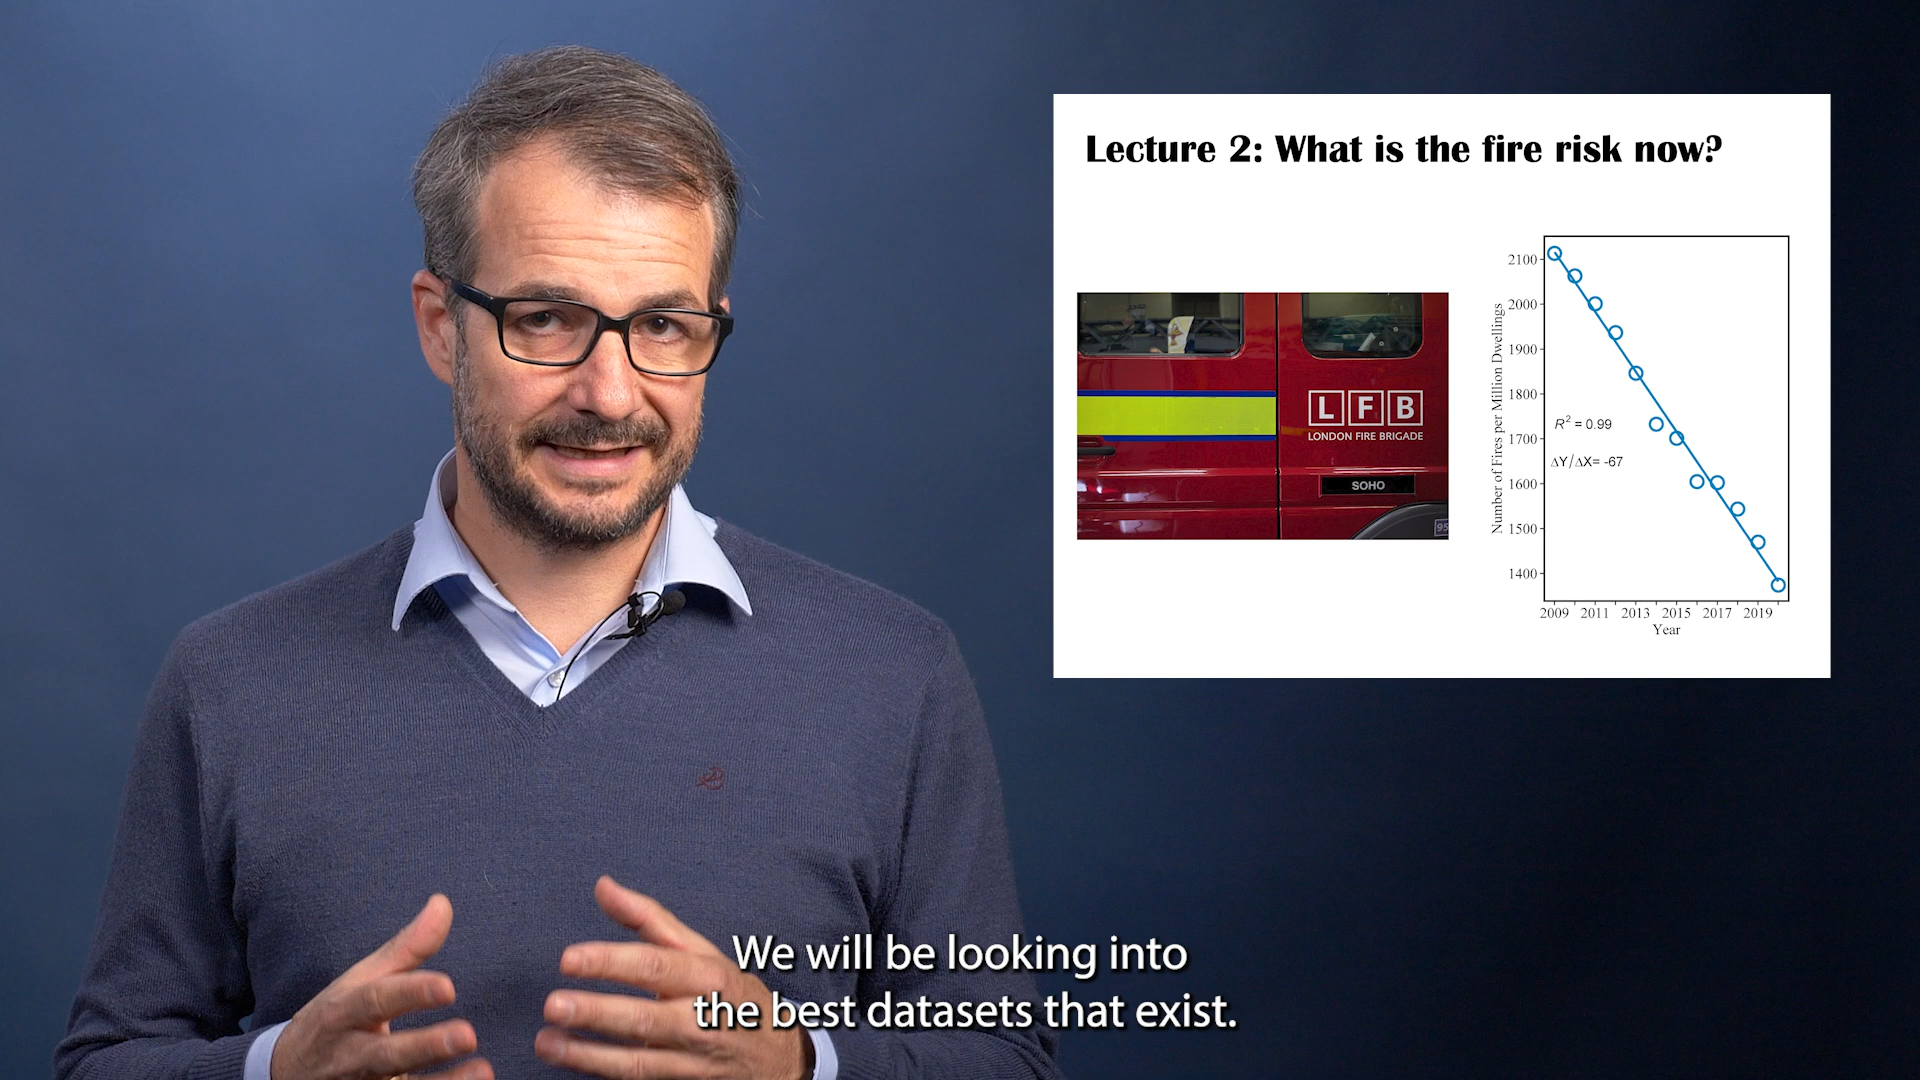 Lecture 2: What is the fire risk now?
L F B
LONDON FIRE BRIGADE
SOHO
95
Number of Fires per Million Dwellings
2100
2000
1900
1800
1700
1600
1500
1400
R² = 0.99
ΔY/ΔX= -67
2009 2011 2013 2015 2017 2019
Year
We will be looking into
the best datasets that exist.